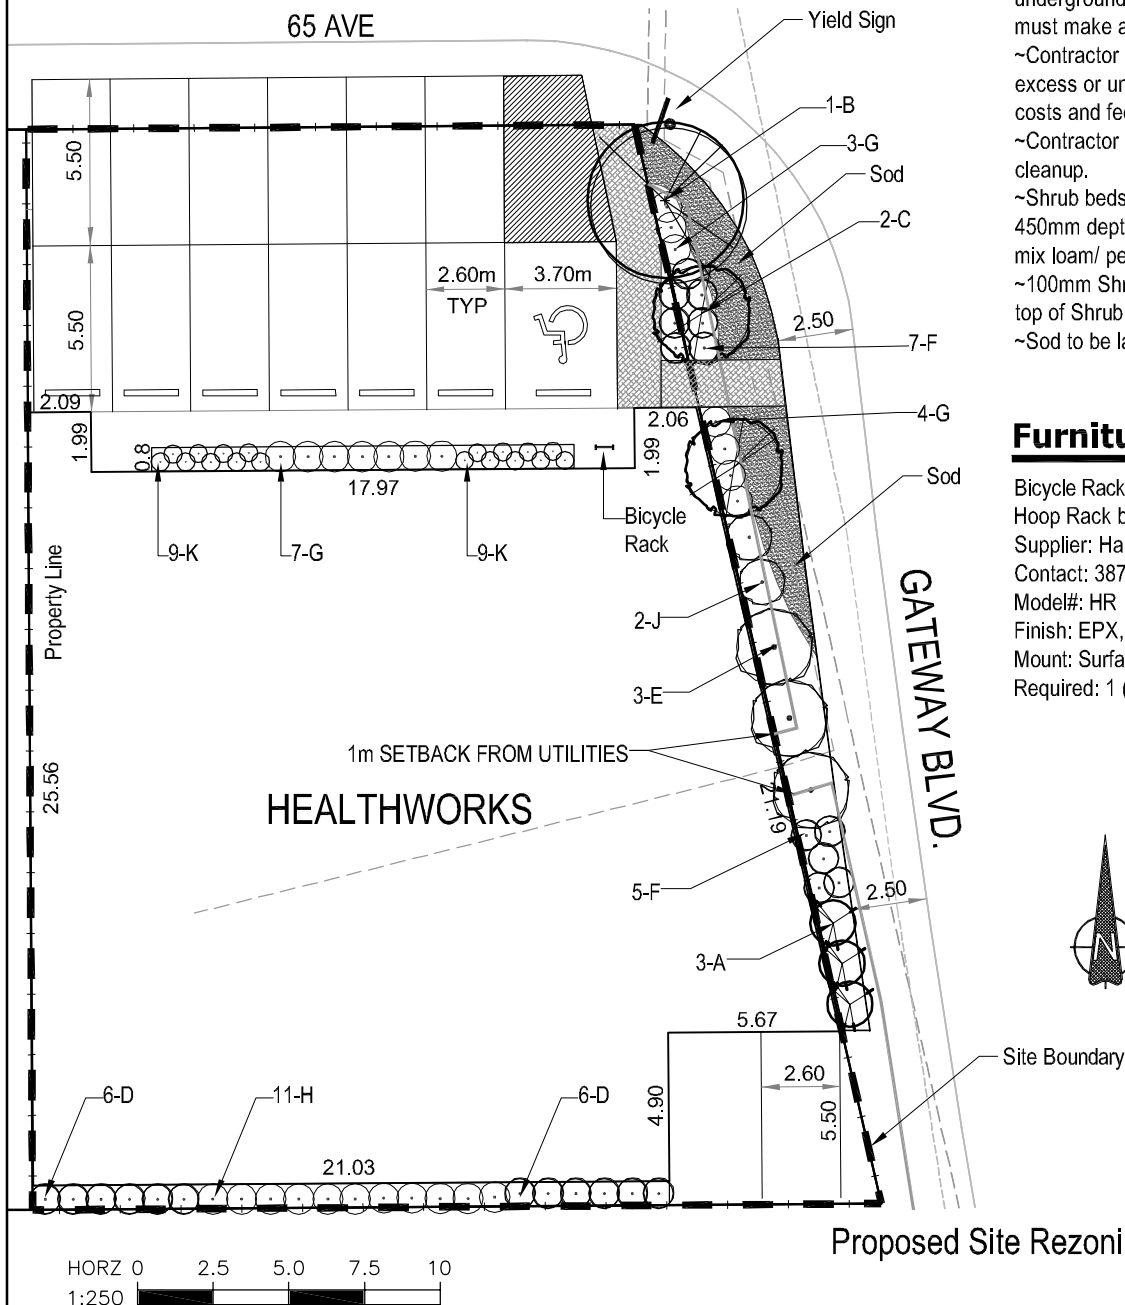 65 AVE
Yield Sign
1-B
3-G
Sod
2-C
5.50
5.50
2.60m
TYP
3.70m
2.50
7-F
2.09
1.99
0.8
17.97
2.06
1.99
4-G
Sod
Bicycle
Rack
9-K
7-G
9-K
Property Line
25.56
2-J
3-E
1m SETBACK FROM UTILITIES
HEALTHWORKS
GATEWAY BLVD.
21.19
5-F
2.50
3-A
N
5.67
2.60
4.90
5.50
Site Boundary
6-D
11-H
6-D
21.03
Proposed Site Rezoni
HORZ 0 2.5 5.0 7.5 10
1:250
must make a
~Contractor
excess or un
costs and fee
~Contractor
cleanup.
~Shrub beds
450mm dept
mix loam/ pe
~100mm Shr
top of Shrub
~Sod to be la
Furnitu
Bicycle Rack
Hoop Rack b
Supplier: Ha
Contact: 387
Model#: HR
Finish: EPX,
Mount: Surfa
Required: 1 (